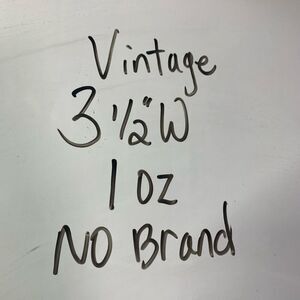 Vintage
3 1/2" W
1 oz
NO Brand